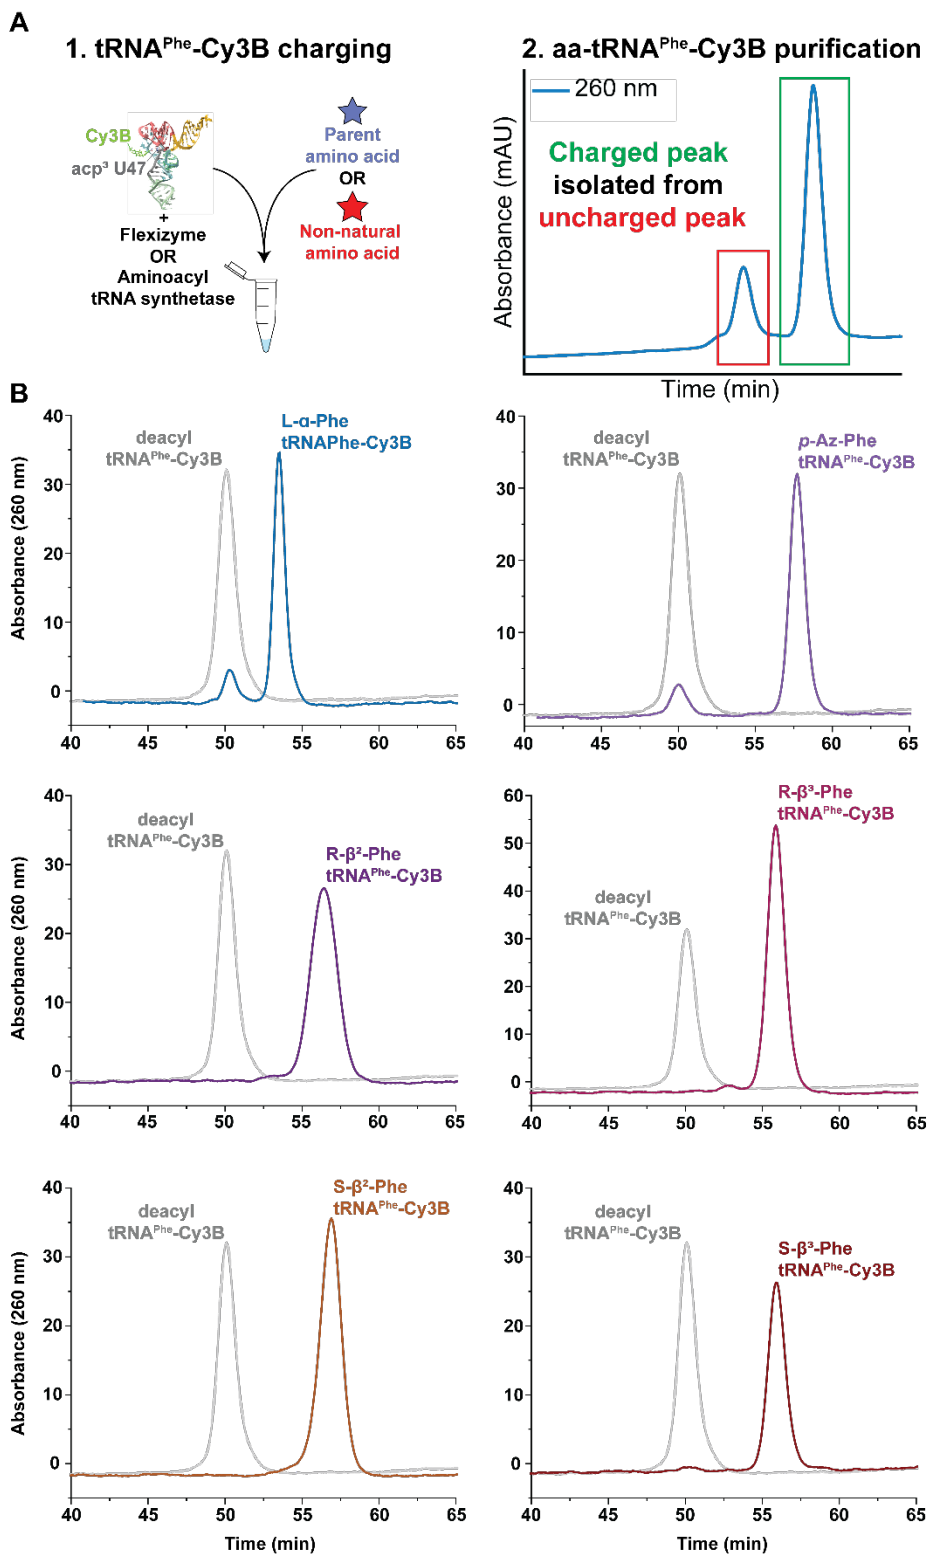 A
1. tRNAᴾʰᵉ-Cy3B charging
Cy3B
acp³ U47
+
Flexizyme
OR
Aminoacyl
tRNA synthetase
Parent
amino acid
OR
Non-natural
amino acid
2. aa-tRNAᴾʰᵉ-Cy3B purification
260 nm
Charged peak
isolated from
uncharged peak
Absorbance (mAU)
Time (min)
B
40
30
20
10
0
40 45 50 55 60 65
Absorbance (260 nm)
deacyl
tRNAᴾʰᵉ-Cy3B
L-α-Phe
tRNAPhe-Cy3B
40
30
20
10
0
40 45 50 55 60 65
deacyl
tRNAᴾʰᵉ-Cy3B
p-Az-Phe
tRNAᴾʰᵉ-Cy3B
40
30
20
10
0
40 45 50 55 60 65
Absorbance (260 nm)
deacyl
tRNAᴾʰᵉ-Cy3B
R-β²-Phe
tRNAᴾʰᵉ-Cy3B
60
50
40
30
20
10
0
40 45 50 55 60 65
deacyl
tRNAᴾʰᵉ-Cy3B
R-β³-Phe
tRNAᴾʰᵉ-Cy3B
40
30
20
10
0
40 45 50 55 60 65
Absorbance (260 nm)
Time (min)
deacyl
tRNAᴾʰᵉ-Cy3B
S-β²-Phe
tRNAᴾʰᵉ-Cy3B
40
30
20
10
0
40 45 50 55 60 65
Time (min)
deacyl
tRNAᴾʰᵉ-Cy3B
S-β³-Phe
tRNAᴾʰᵉ-Cy3B